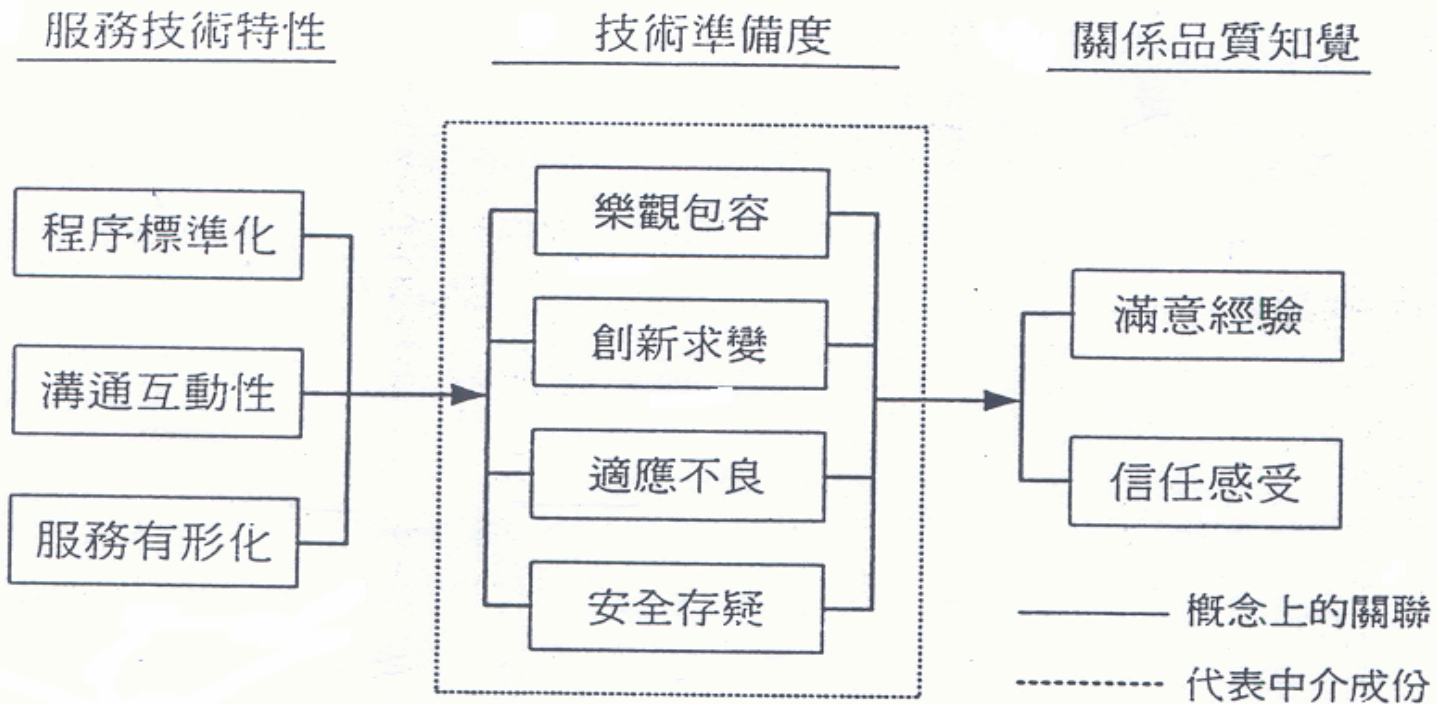 服務技術特性
技術準備度
關係品質知覺
程序標準化
溝通互動性
服務有形化
樂觀包容
創新求變
適應不良
安全存疑
滿意經驗
信任感受
概念上的關聯
代表中介成份